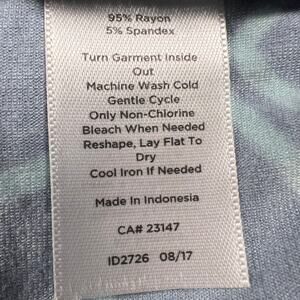 95% Rayon
5% Spandex
Turn Garment Inside
Out
Machine Wash Cold
Gentle Cycle
Only Non-Chlorine
Bleach When Needed
Reshape, Lay Flat To
Dry
Cool Iron If Needed
Made In Indonesia
CA# 23147
ID2726 08/17